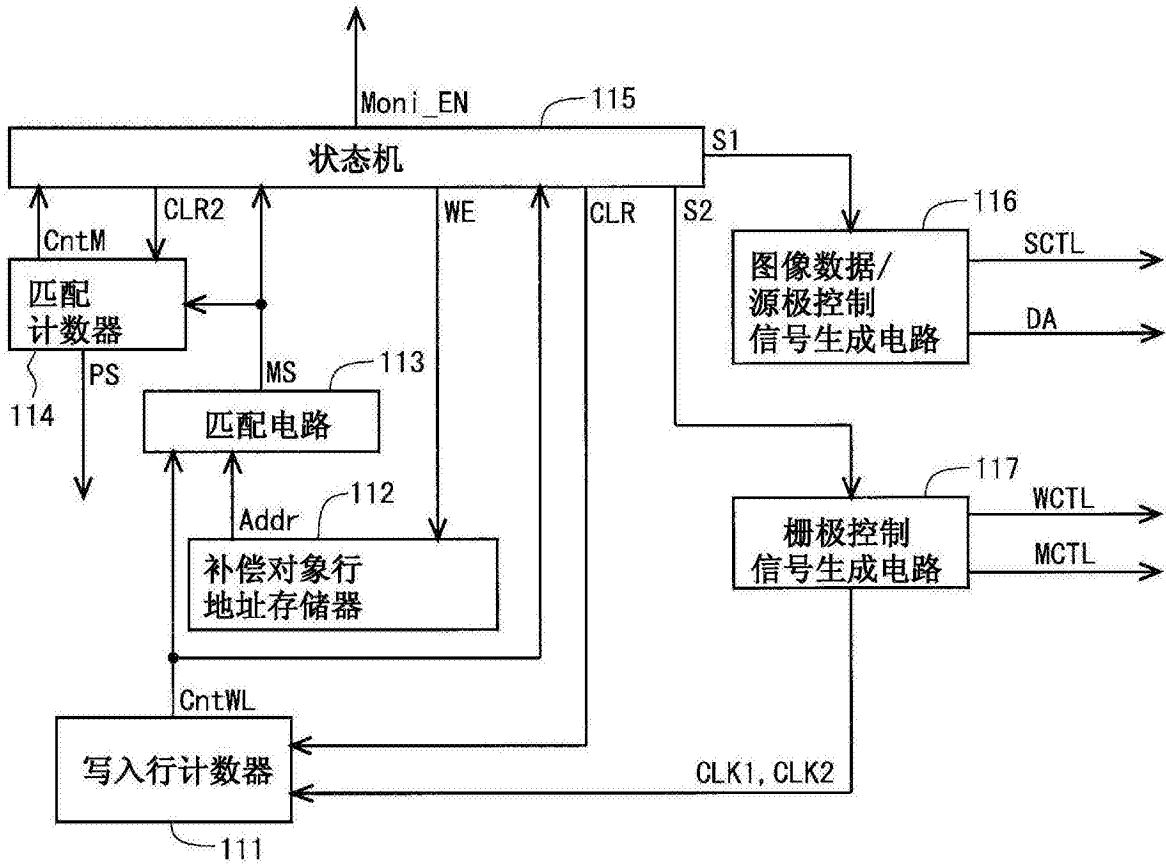 Moni_EN
115
状态机
S1
CLR2
WE
CLR
S2
116
CntM
匹配
计数器
图像数据/
源极控制
信号生成电路
SCTL
DA
PS
114
MS
113
匹配电路
117
112
Addr
补偿对象行
地址存储器
栅极控制
信号生成电路
WCTL
MCTL
CntWL
写入行计数器
CLK1,CLK2
111